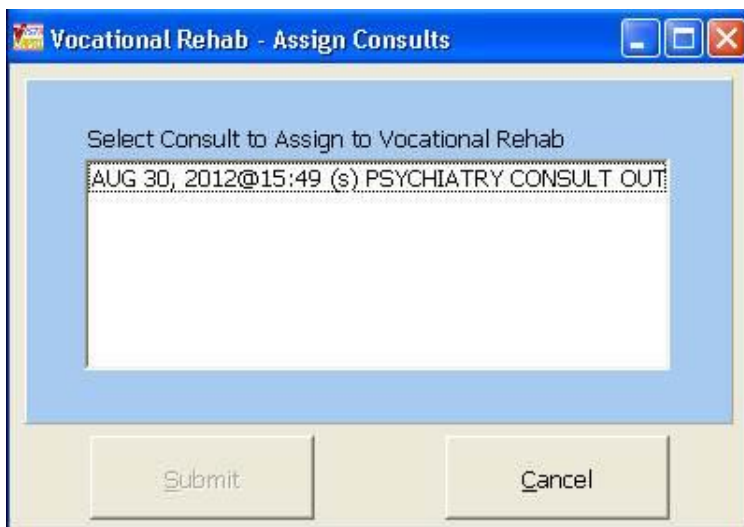 Vocational Rehab - Assign Consults
Select Consult to Assign to Vocational Rehab
AUG 30, 2012@15:49 (s) PSYCHIATRY CONSULT OUT
Submit
Cancel